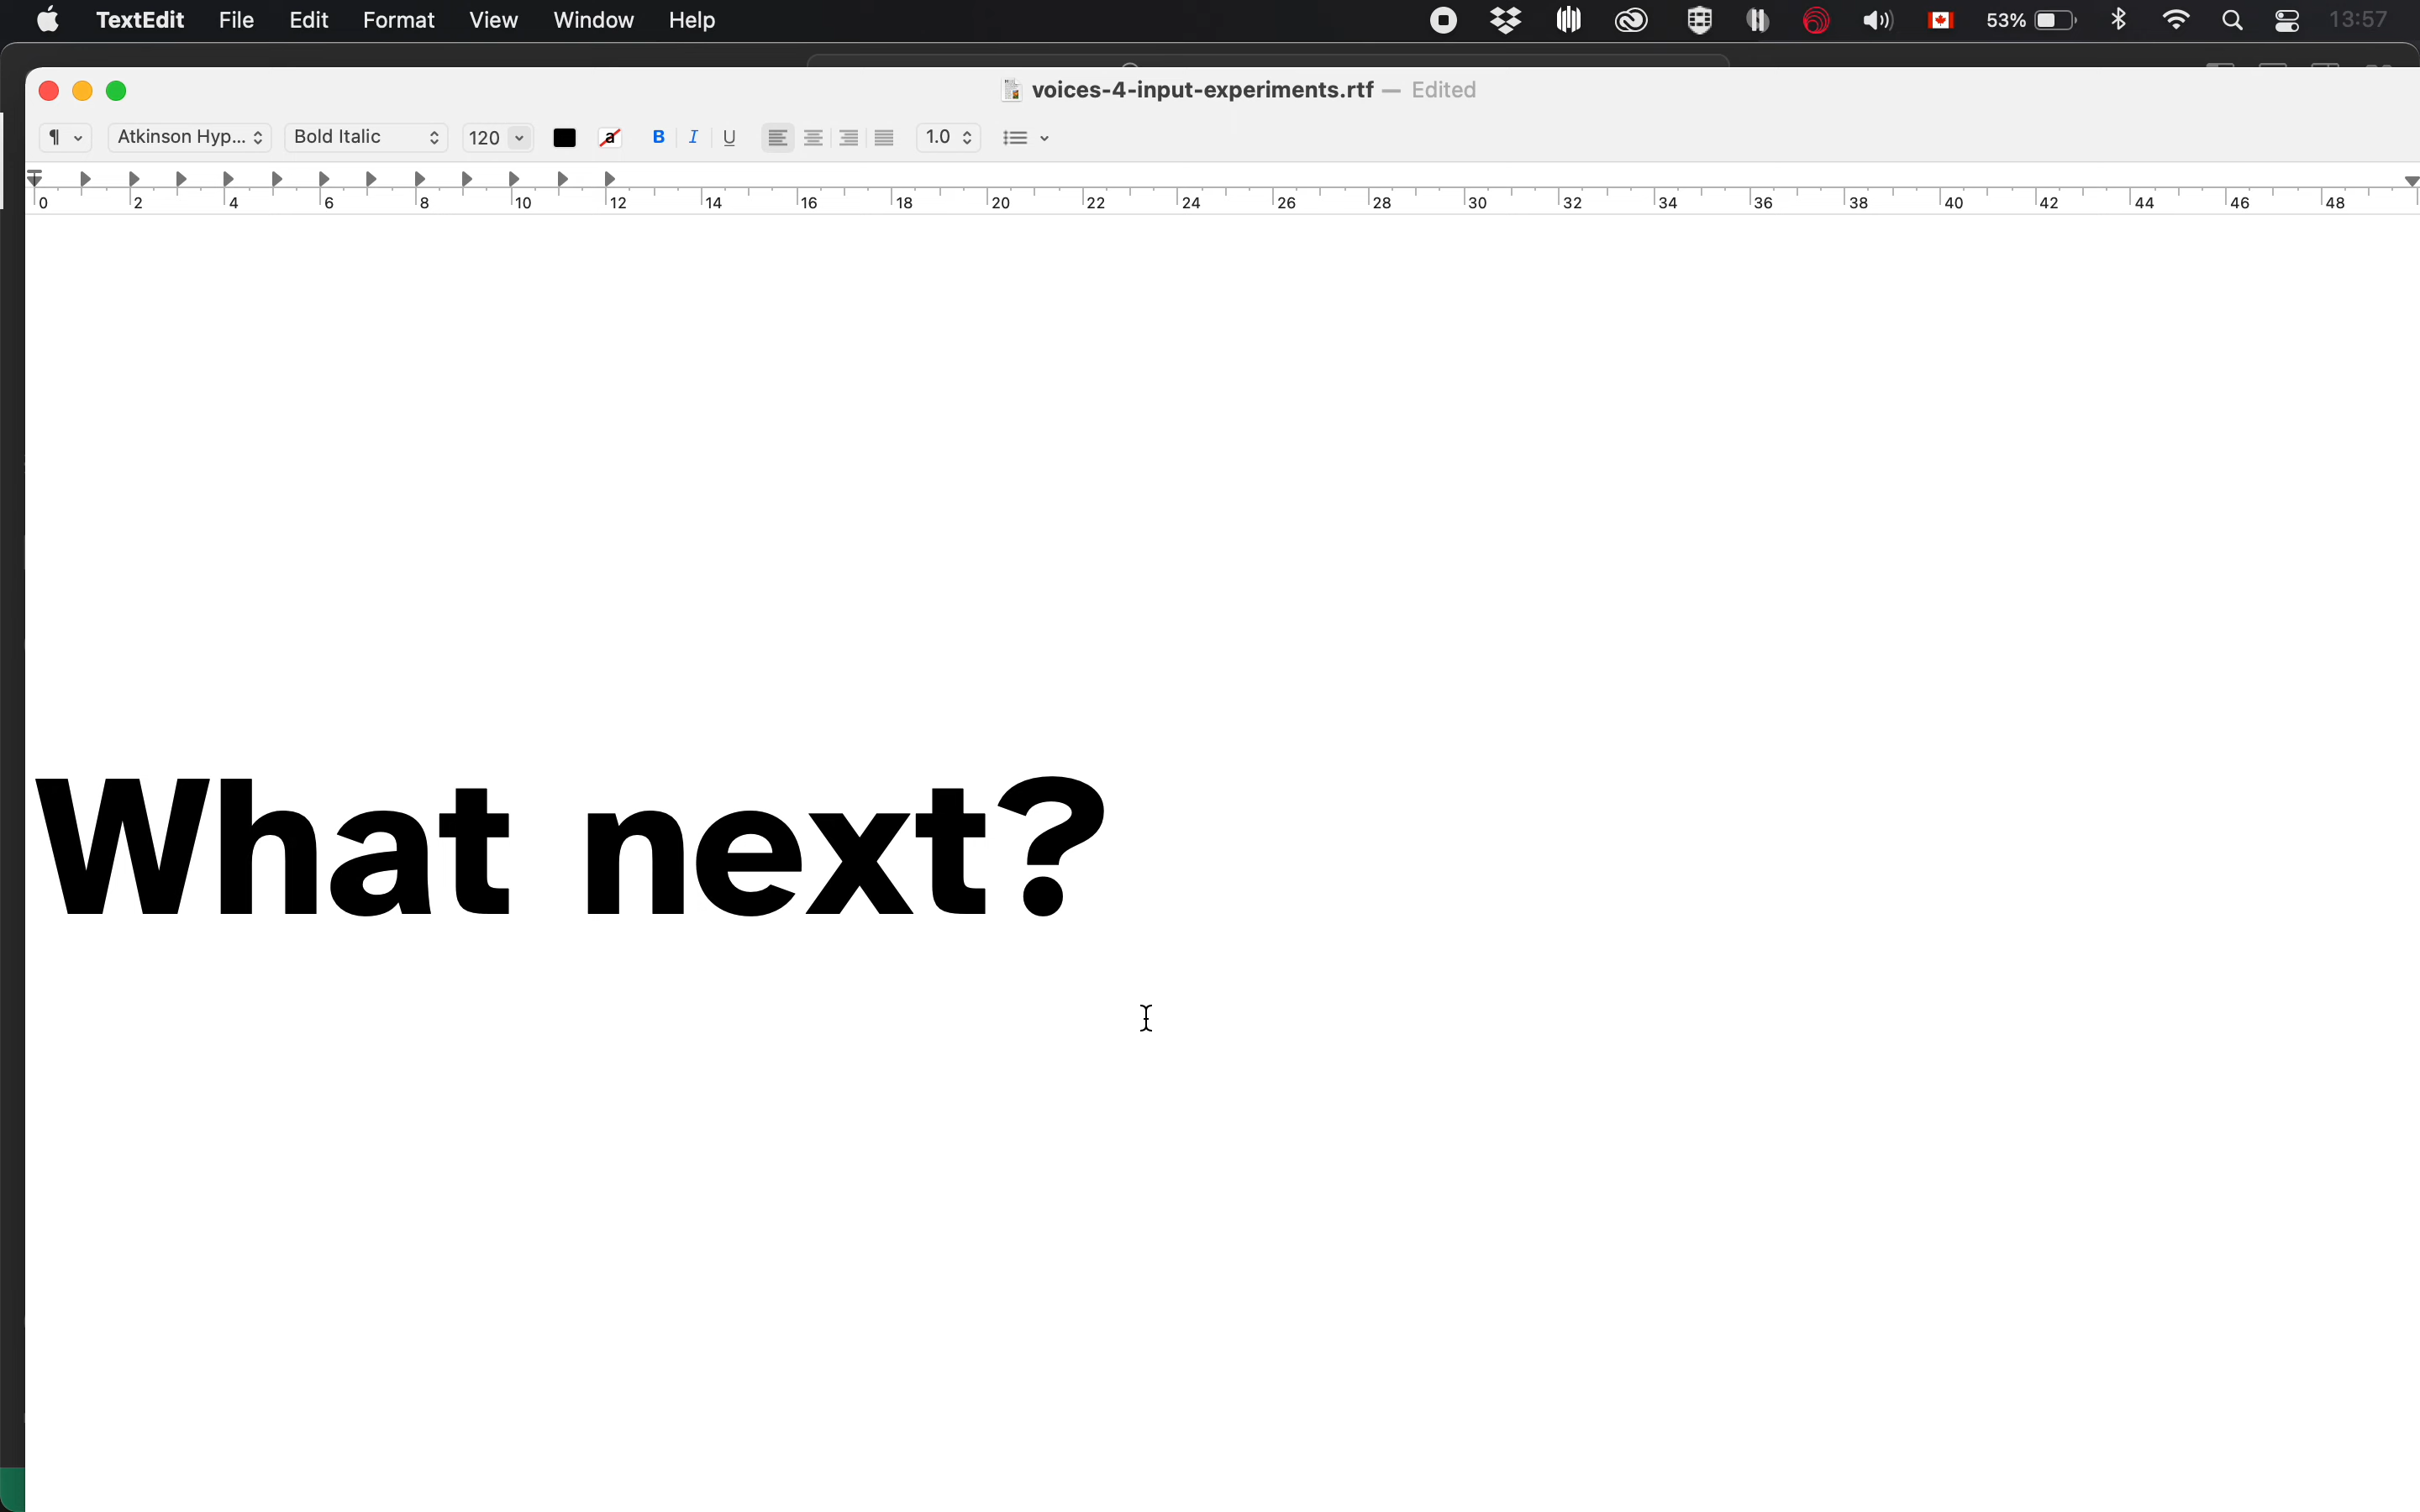 TextEdit File Edit Format View Window Help 53% 13:57
voices-4-input-experiments.rtf — Edited
¶ Atkinson Hyp... Bold Italic 120 a B I U 1.0
0 2 4 6 8 10 12 14 16 18 20 22 24 26 28 30 32 34 36 38 40 42 44 46 48
What next?